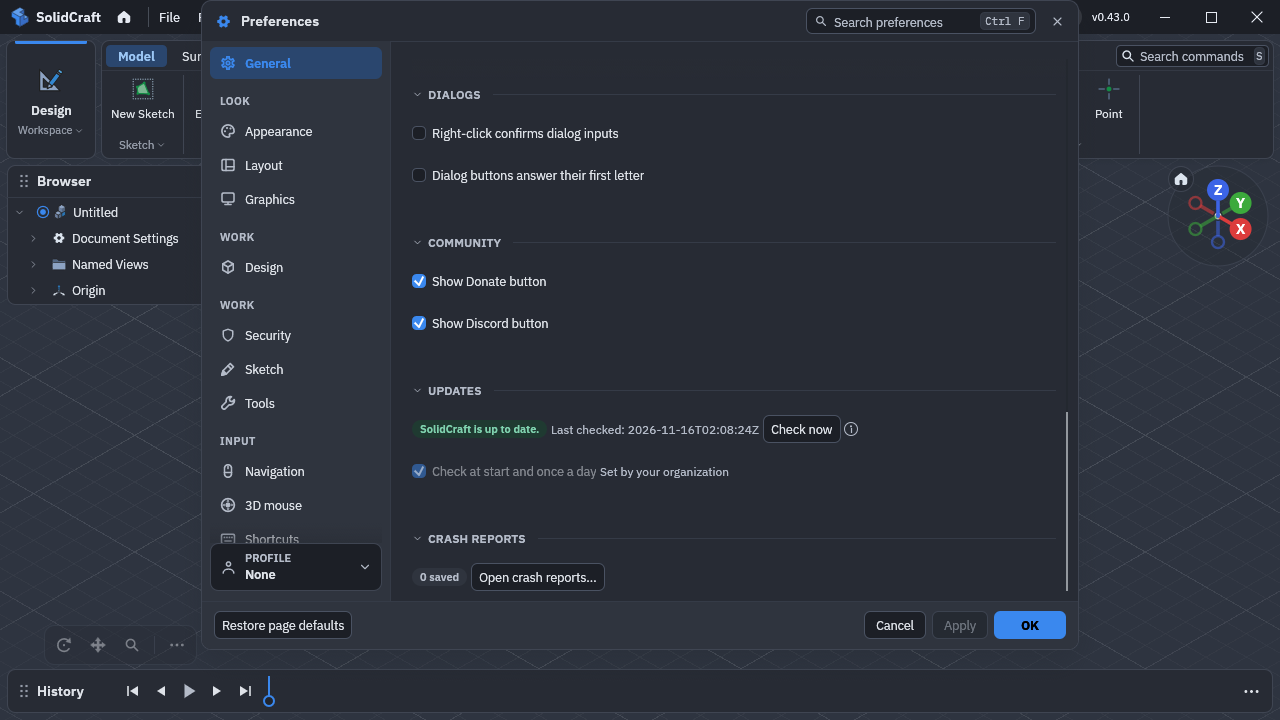 SolidCraft
File
Preferences
Search preferences
Ctrl F
v0.43.0
Design
Workspace
Model
New Sketch
Sketch
Search commands
S
Point
Browser
Untitled
Document Settings
Named Views
Origin
Z
Y
X
General
LOOK
Appearance
Layout
Graphics
WORK
Design
WORK
Security
Sketch
Tools
INPUT
Navigation
3D mouse
Shortcuts
PROFILE
None
DIALOGS
Right-click confirms dialog inputs
Dialog buttons answer their first letter
COMMUNITY
Show Donate button
Show Discord button
UPDATES
SolidCraft is up to date. Last checked: 2026-11-16T02:08:24Z Check now
Check at start and once a day Set by your organization
CRASH REPORTS
0 saved Open crash reports...
Restore page defaults
Cancel
Apply
OK
History